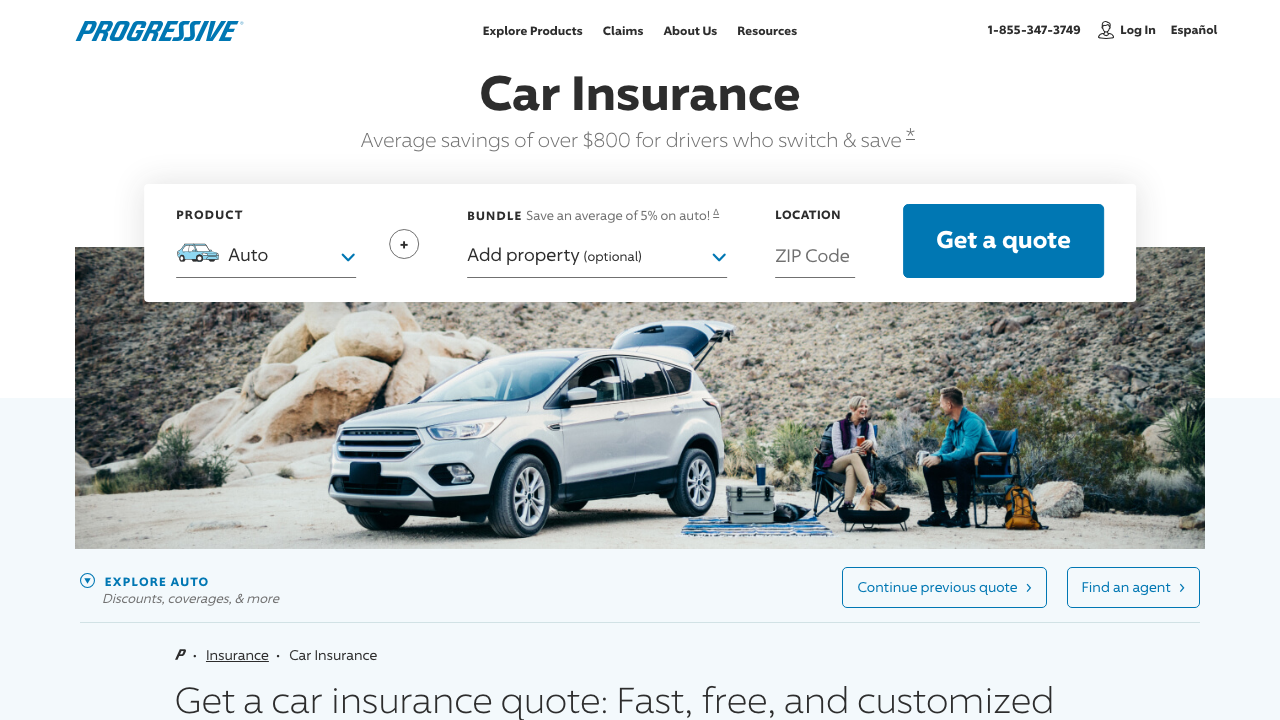 PROGRESSIVE®
Explore Products Claims About Us Resources
1-855-347-3749 Log In Español
Car Insurance
Average savings of over $800 for drivers who switch & save *
PRODUCT
Auto
+
BUNDLE Save an average of 5% on auto! Δ
Add property (optional)
LOCATION
ZIP Code
Get a quote
EXPLORE AUTO
Discounts, coverages, & more
Continue previous quote ›
Find an agent ›
P • Insurance • Car Insurance
Get a car insurance quote: Fast, free, and customized